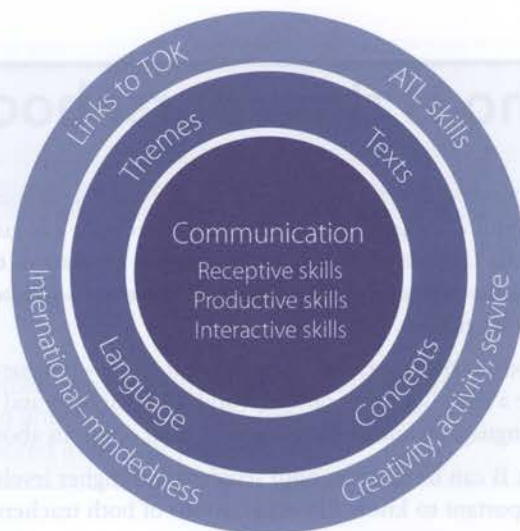 Links to TOK
ATL skills
Themes
Texts
Communication
Receptive skills
Productive skills
Interactive skills
Language
Concepts
International–mindedness
Creativity, activity, service